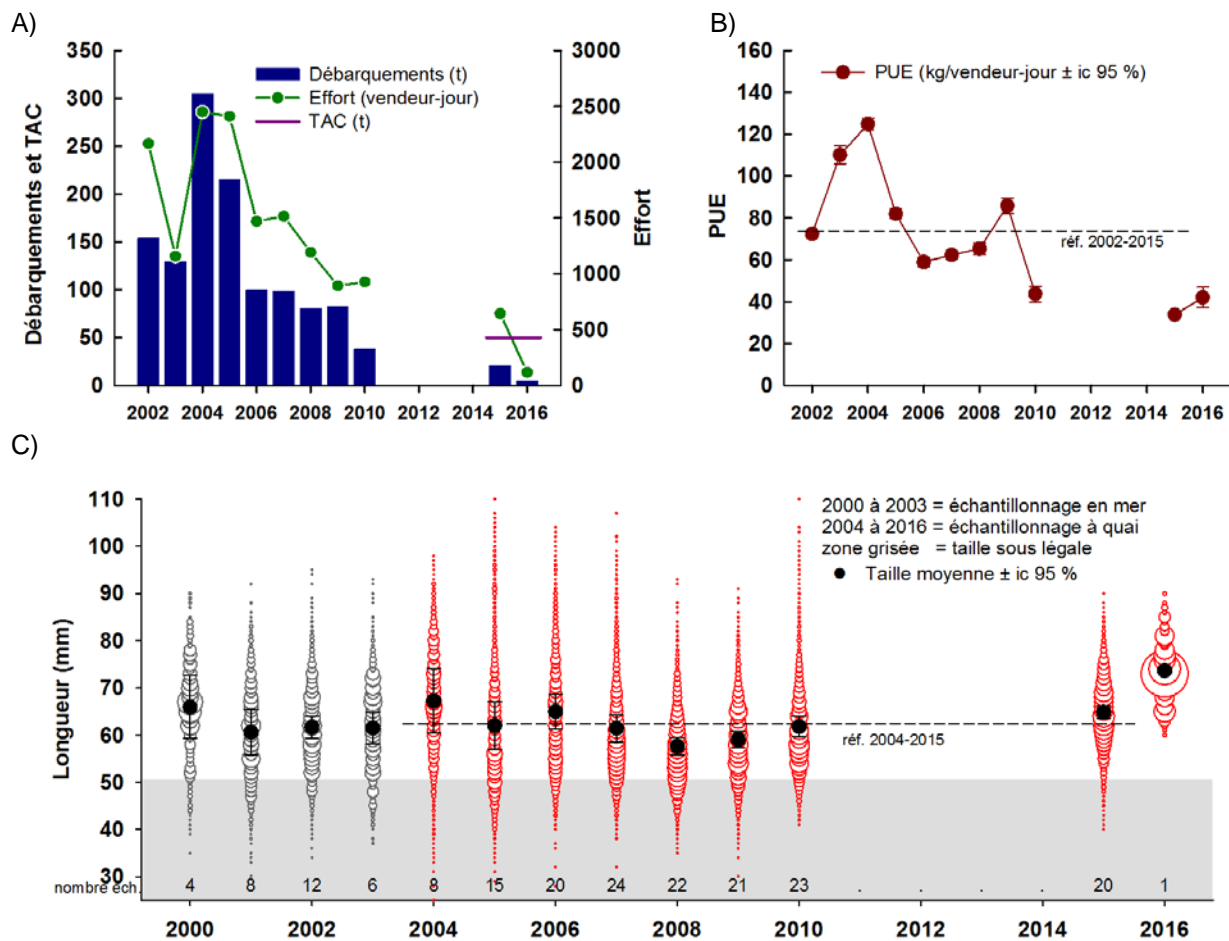 A)
350
300
250
200
150
100
50
0
Débarquements et TAC
Débarquements (t)
Effort (vendeur-jour)
TAC (t)
3000
2500
2000
1500
1000
500
0
Effort
2002 2004 2006 2008 2010 2012 2014 2016
B)
160
140
120
100
80
60
40
20
0
PUE
PUE (kg/vendeur-jour ± ic 95 %)
réf. 2002-2015
2002 2004 2006 2008 2010 2012 2014 2016
C)
110
100
90
80
70
60
50
40
30
Longueur (mm)
2000 à 2003 = échantillonnage en mer
2004 à 2016 = échantillonnage à quai
zone grisée = taille sous légale
Taille moyenne ± ic 95 %
réf. 2004-2015
nombre éch. 4 8 12 6 8 15 20 24 22 21 23 . . . . 20 1
2000 2002 2004 2006 2008 2010 2012 2014 2016